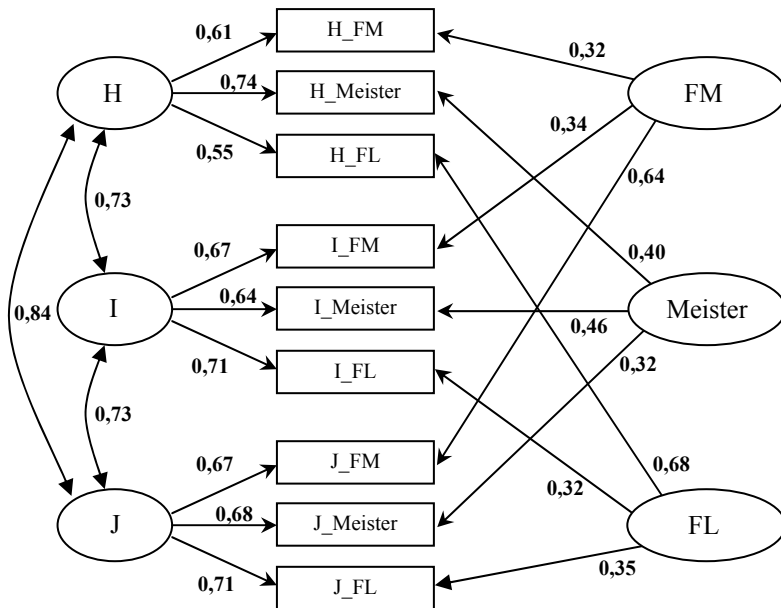 0,61
H_FM
0,32
H
0,74
H_Meister
FM
0,34
0,55
H_FL
0,64
0,73
0,67
I_FM
0,40
0,84
I
0,64
I_Meister
Meister
0,46
0,71
I_FL
0,32
0,73
0,67
J_FM
0,32
0,68
J
0,68
J_Meister
FL
0,71
J_FL
0,35